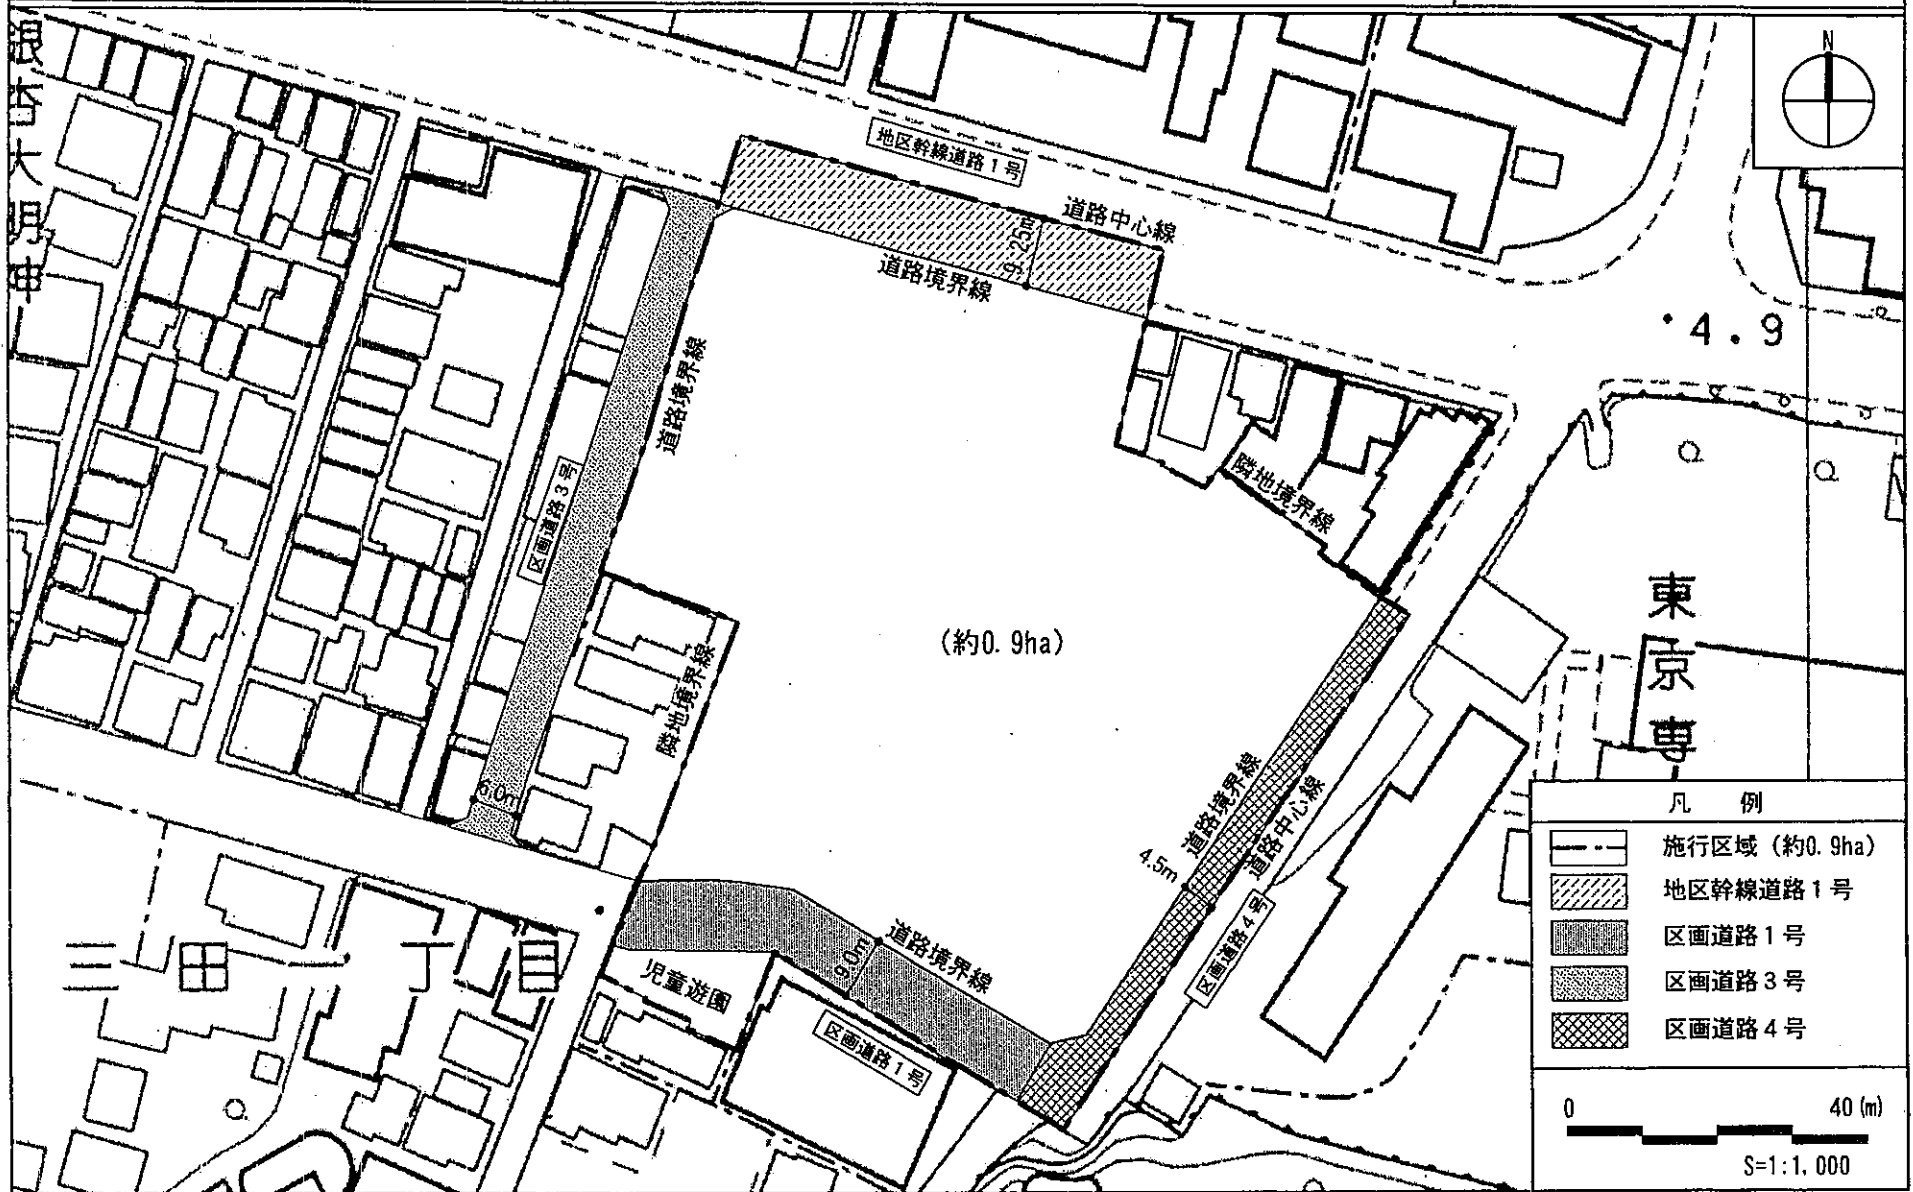 銀杏大明神
N
地区幹線道路1号
道路中心線
9.25m
道路境界線
・4.9
道路境界線
区画道路3号
隣地境界線
隣地境界線
(約0.9ha)
東京専
6.0m
道路境界線
道路中心線
4.5m
区画道路4号
道路境界線
9.0m
三田一丁目
児童遊園
区画道路1号
凡 例
施行区域 (約0.9ha)
地区幹線道路1号
区画道路1号
区画道路3号
区画道路4号
0 40 (m)
S=1:1,000